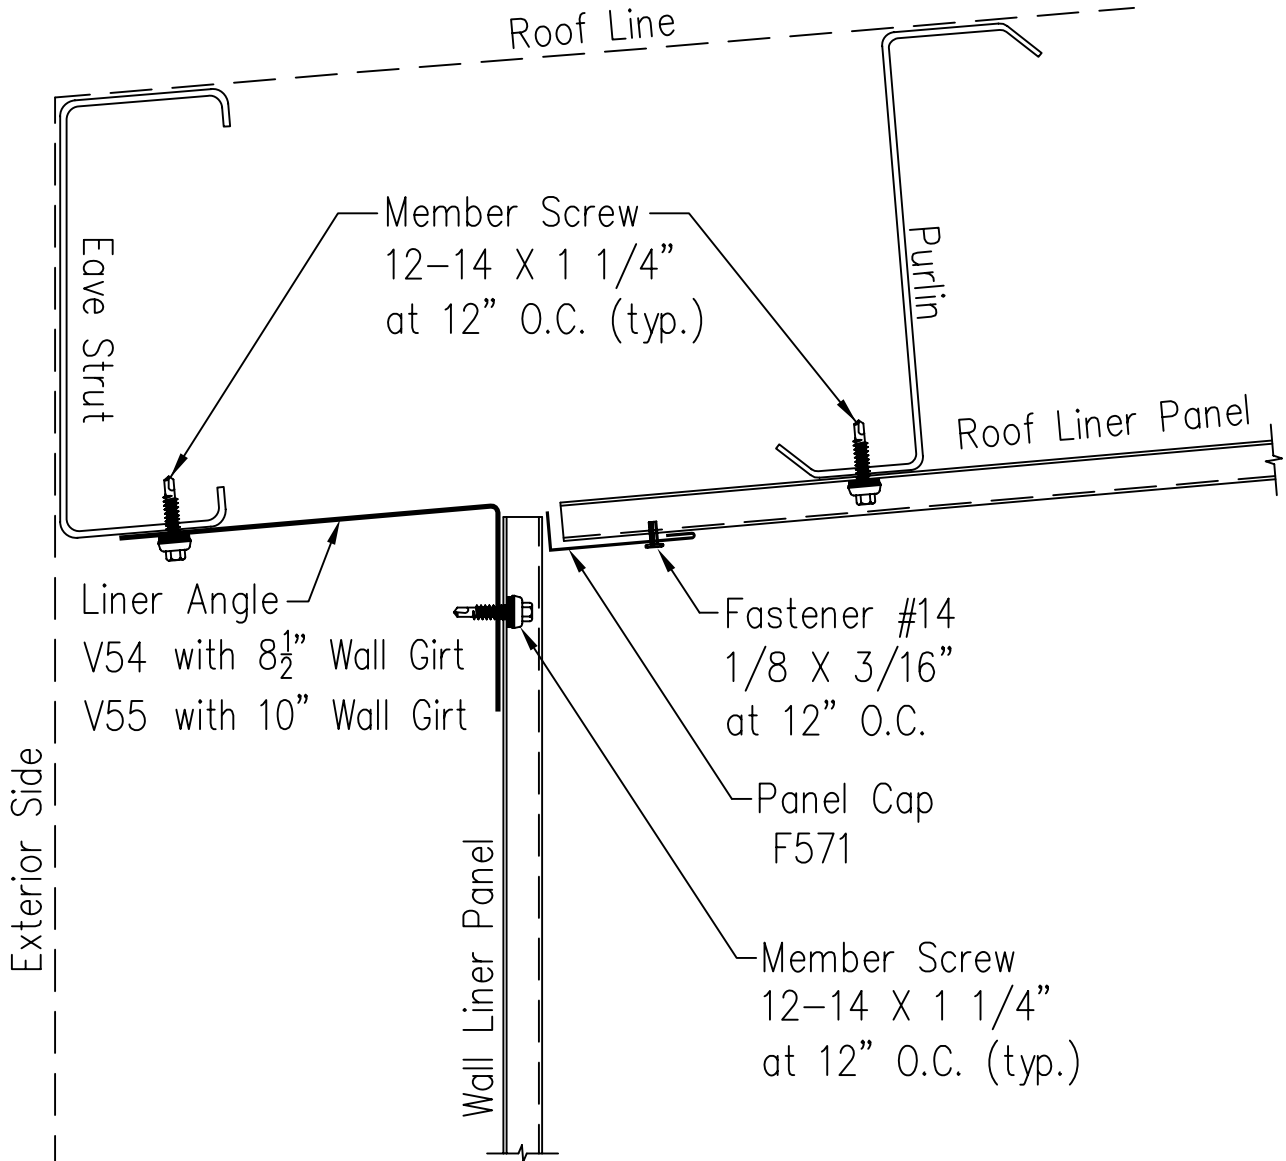 Roof Line
Member Screw
12-14 X 1 1/4”
at 12” O.C. (typ.)
Eave Strut
Purlin
Roof Liner Panel
Liner Angle
V54 with 8½” Wall Girt
V55 with 10” Wall Girt
Fastener #14
1/8 X 3/16”
at 12” O.C.
Panel Cap
F571
Exterior Side
Wall Liner Panel
Member Screw
12-14 X 1 1/4”
at 12” O.C. (typ.)